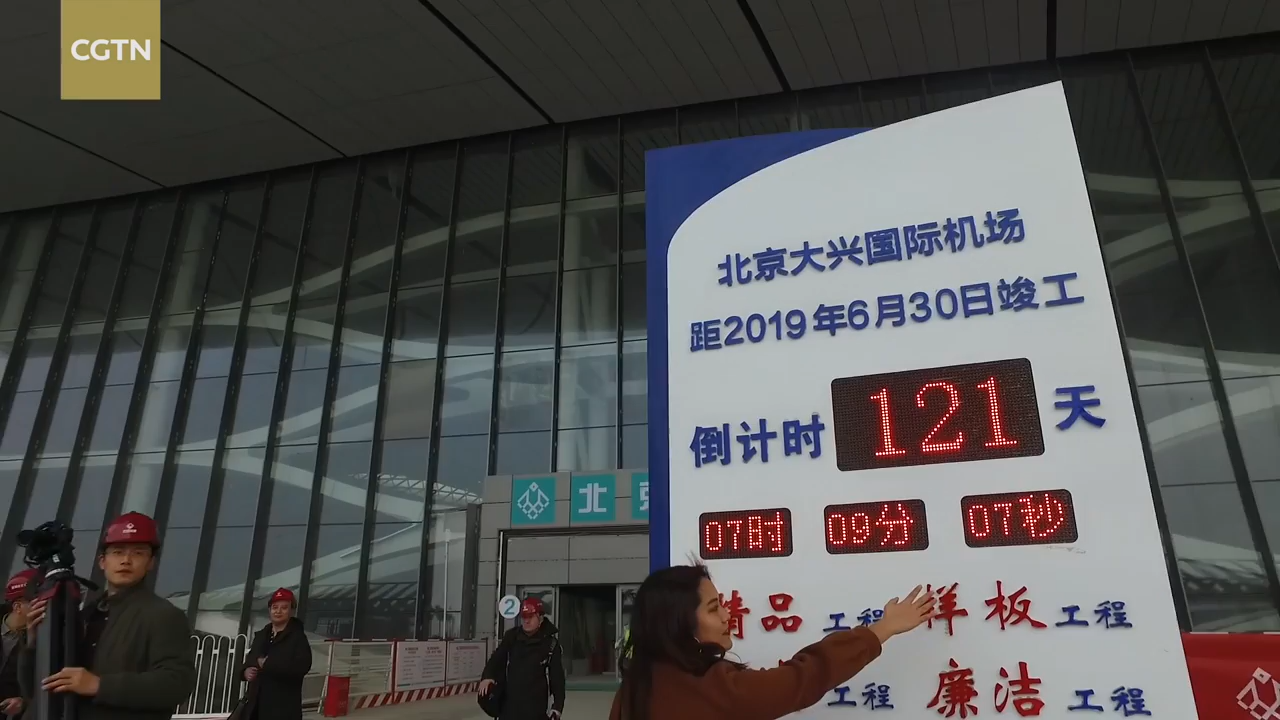 CGTN
北京大兴国际机场
距2019年6月30日竣工
倒计时 121 天
07时 09分 07秒
精品工程 样板工程
工程 廉洁工程
北
2